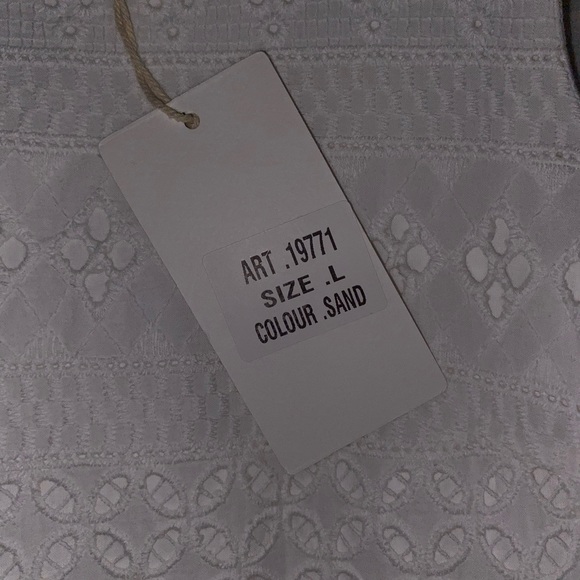 ART .19771
SIZE .L
COLOUR .SAND